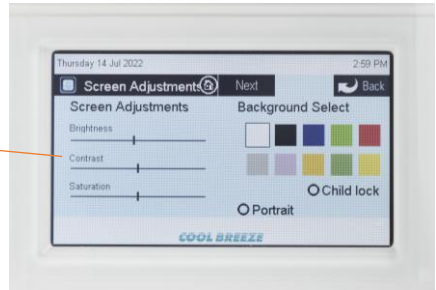 Thursday 14 Jul 2022 2:59 PM
Screen Adjustments Next Back
Screen Adjustments Background Select
Brightness
Contrast
Saturation
Child lock
Portrait
COOL BREEZE